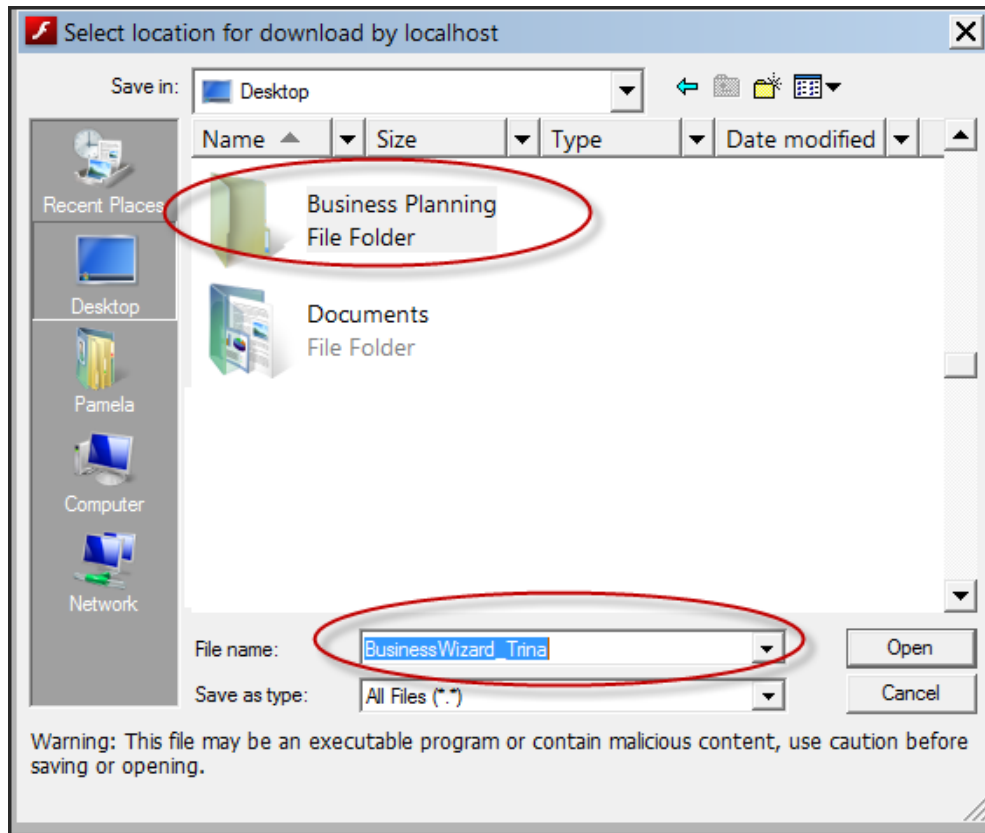 Select location for download by localhost
Save in: Desktop
Name Size Type Date modified
Recent Places
Desktop
Pamela
Computer
Network
Business Planning
File Folder
Documents
File Folder
File name: BusinessWizard_Trina Open
Save as type: All Files (*.*) Cancel
Warning: This file may be an executable program or contain malicious content, use caution before
saving or opening.